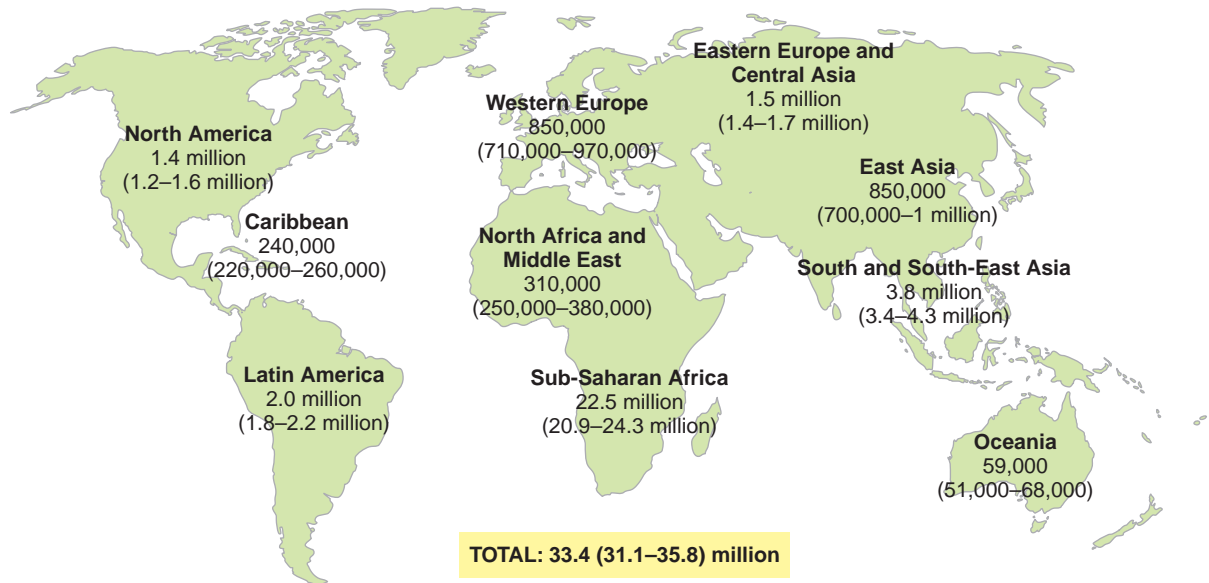 North America
1.4 million
(1.2–1.6 million)
Caribbean
240,000
(220,000–260,000)
Latin America
2.0 million
(1.8–2.2 million)
Western Europe
850,000
(710,000–970,000)
North Africa and
Middle East
310,000
(250,000–380,000)
Sub-Saharan Africa
22.5 million
(20.9–24.3 million)
Eastern Europe and
Central Asia
1.5 million
(1.4–1.7 million)
East Asia
850,000
(700,000–1 million)
South and South-East Asia
3.8 million
(3.4–4.3 million)
Oceania
59,000
(51,000–68,000)
TOTAL: 33.4 (31.1–35.8) million